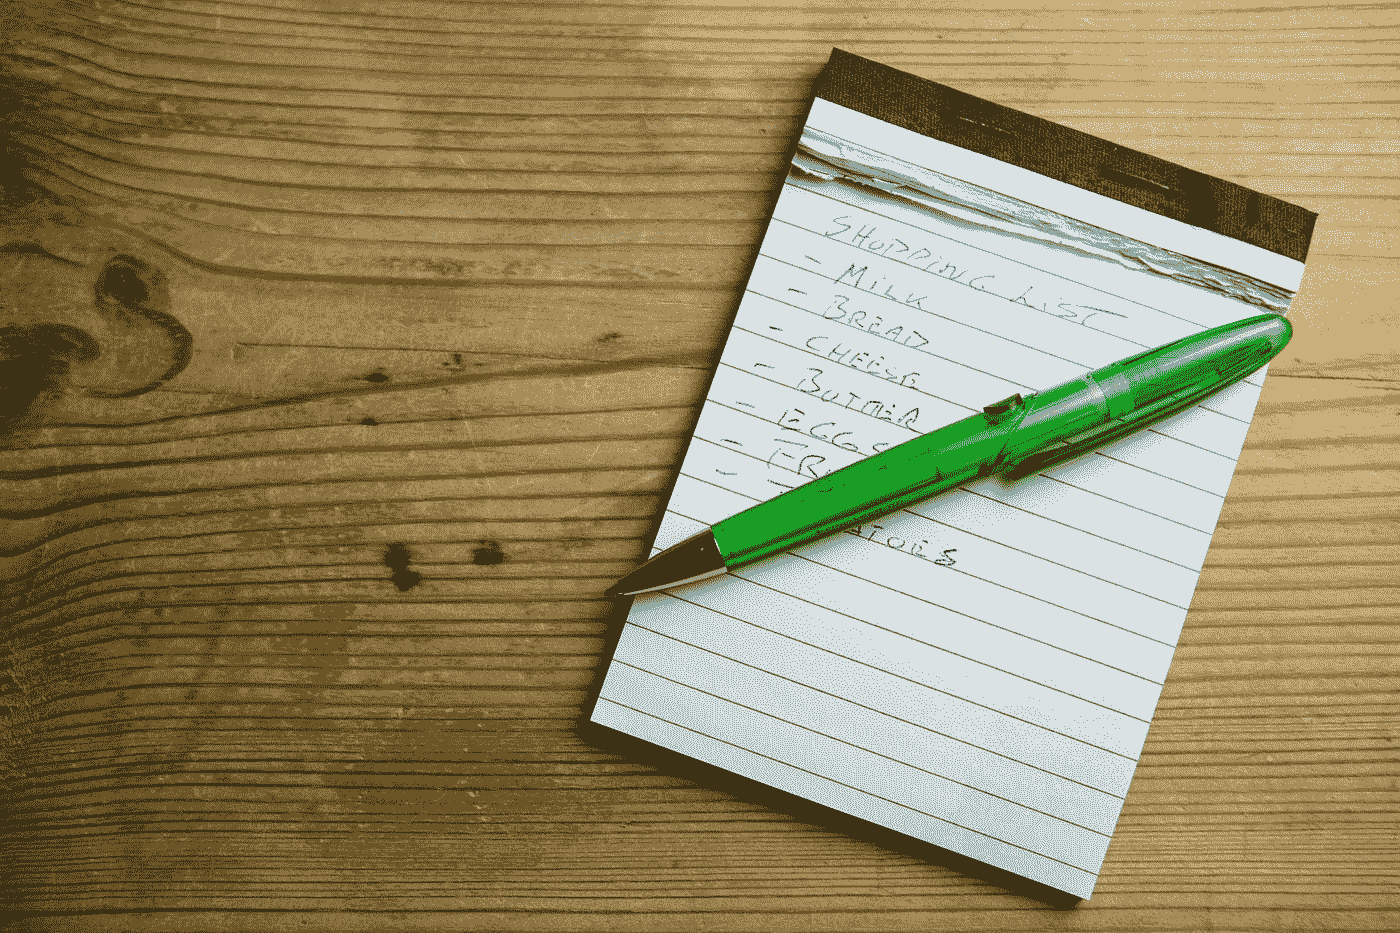 SHOPPING LIST
- MILK
- BREAD
- CHEESE
- BUTTER
- EGGS